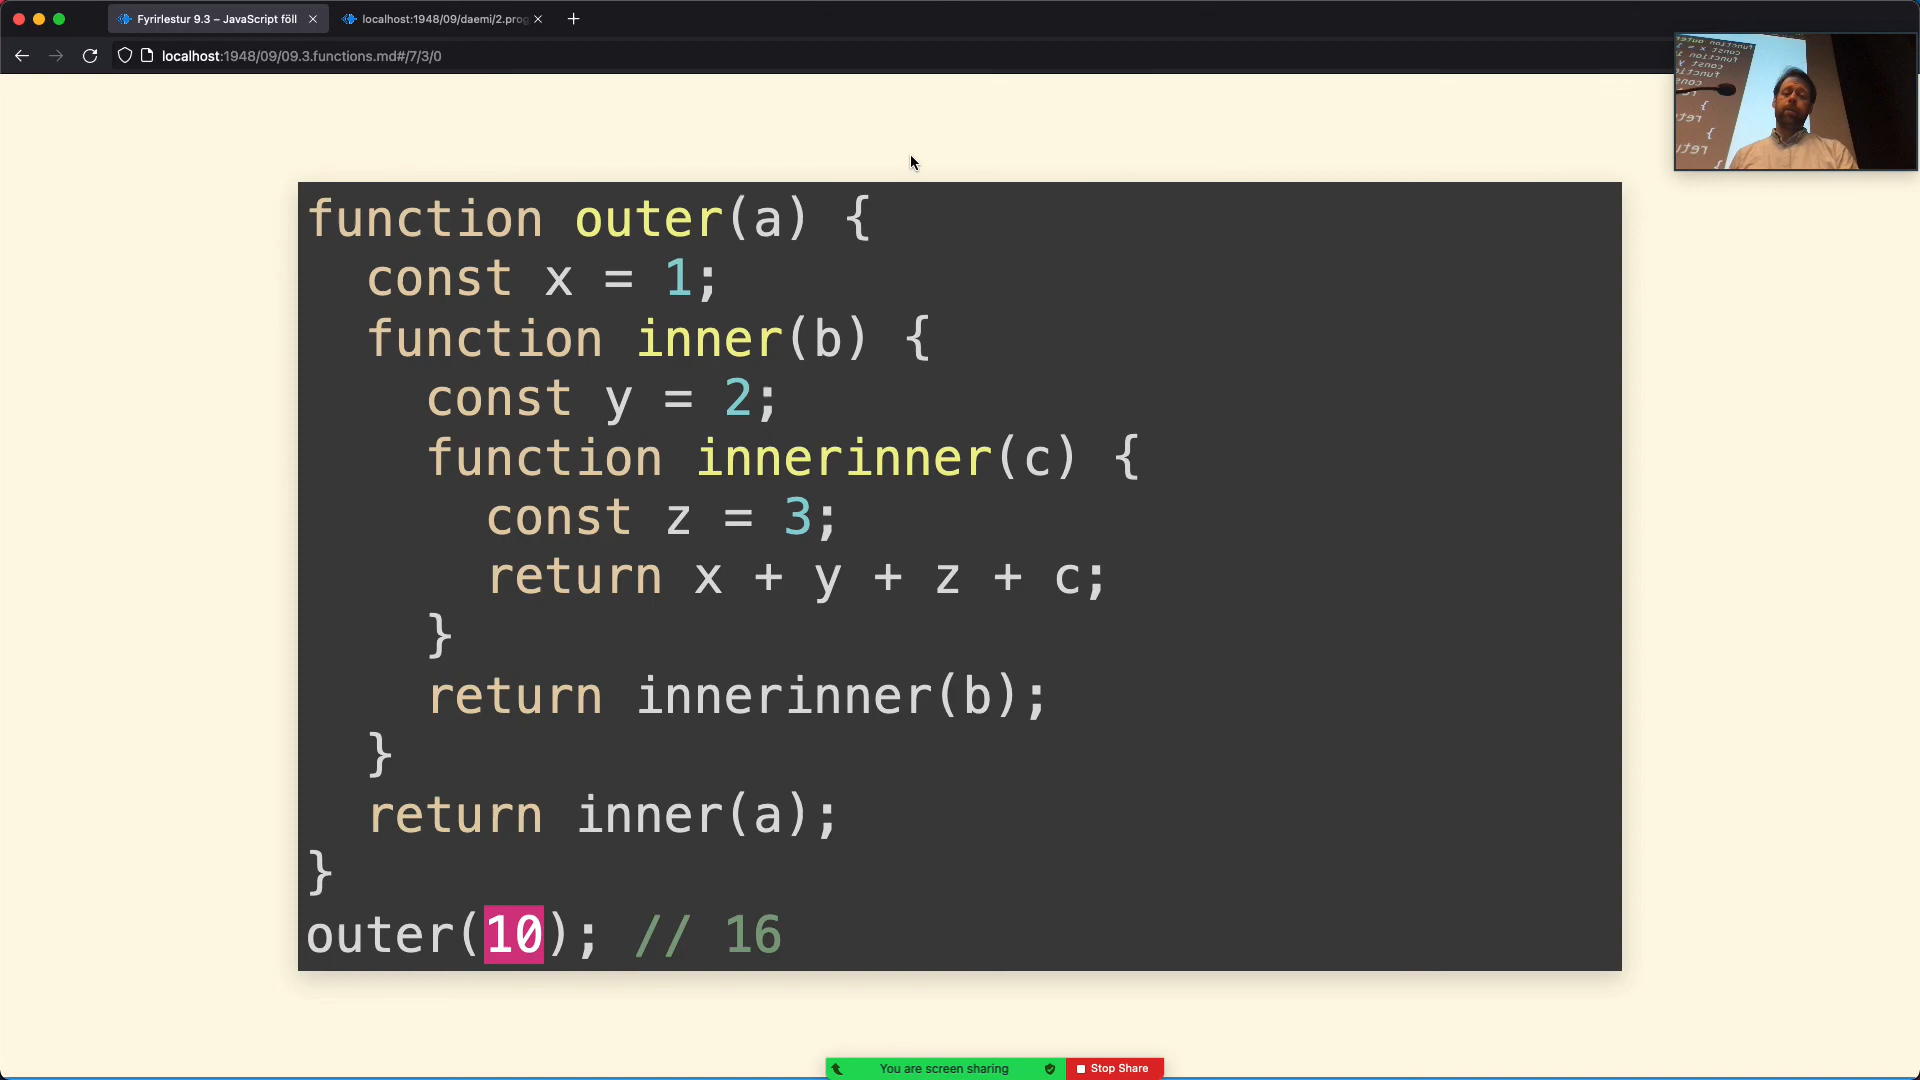 Fyrirlestur 9.3 – JavaScript föll
localhost:1948/09/daemi/2.prog
localhost:1948/09/09.3.functions.md#/7/3/0
function outer(a) {
const x = 1;
function inner(b) {
const y = 2;
function innerinner(c) {
const z = 3;
return x + y + z + c;
}
return innerinner(b);
}
return inner(a);
}
outer(10); // 16
You are screen sharing
Stop Share